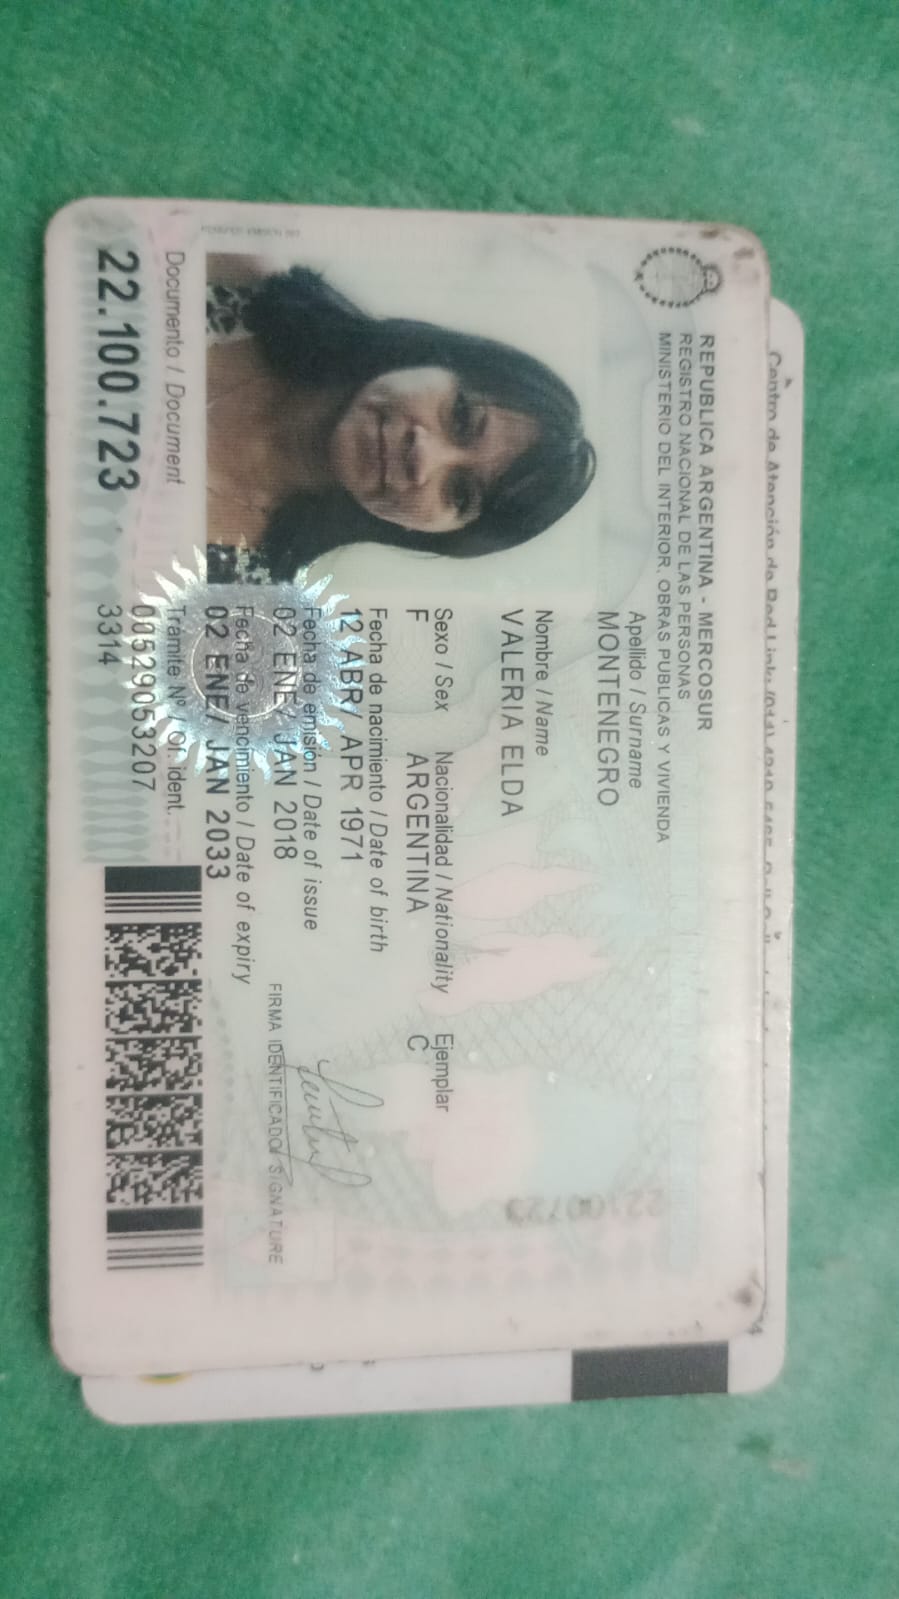 REPUBLICA ARGENTINA - MERCOSUR
REGISTRO NACIONAL DE LAS PERSONAS
MINISTERIO DEL INTERIOR, OBRAS PUBLICAS Y VIVIENDA
Apellido / Surname
MONTENEGRO
Nombre / Name
VALERIA ELDA
Sexo / Sex Nacionalidad / Nationality Ejemplar
F ARGENTINA C
Fecha de nacimiento / Date of birth
12 ABR/ APR 1971
Fecha de emisión / Date of issue
02 ENE/ JAN 2018
Fecha de vencimiento / Date of expiry
02 ENE/ JAN 2033
FIRMA IDENTIFICADO/ SIGNATURE
Documento / Document
22.100.723
Tramite Nº / Of. ident.
00529053207
3314
22100723
Centro de Atención de Red Link